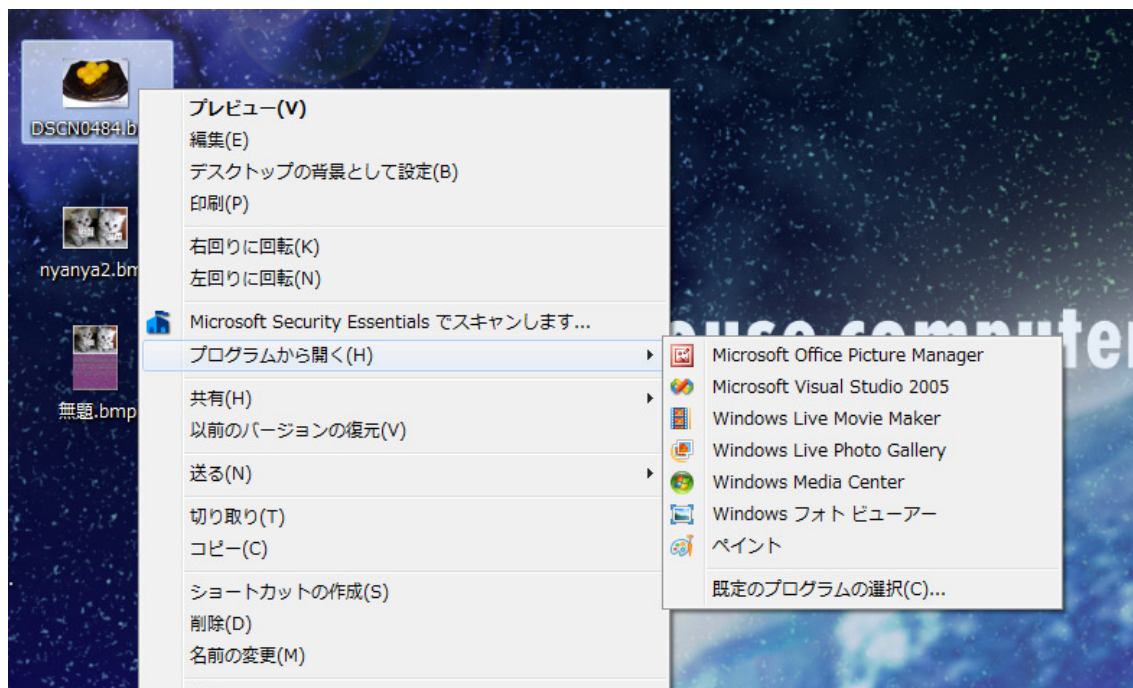 DSCN0484.b
nyanya2.bm
無題.bmp
プレビュー(V)
編集(E)
デスクトップの背景として設定(B)
印刷(P)
右回りに回転(K)
左回りに回転(N)
Microsoft Security Essentials でスキャンします...
プログラムから開く(H)
共有(H)
以前のバージョンの復元(V)
送る(N)
切り取り(T)
コピー(C)
ショートカットの作成(S)
削除(D)
名前の変更(M)
mouse computer
Microsoft Office Picture Manager
Microsoft Visual Studio 2005
Windows Live Movie Maker
Windows Live Photo Gallery
Windows Media Center
Windows フォト ビューアー
ペイント
既定のプログラムの選択(C)...